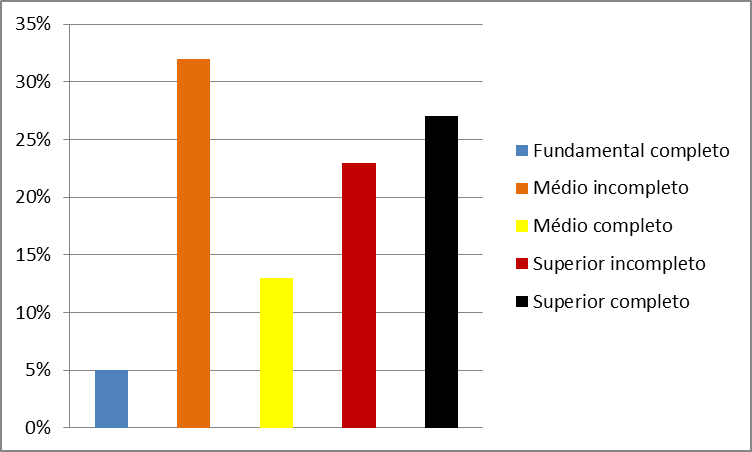 35%
30%
25%
20%
15%
10%
5%
0%
Fundamental completo
Médio incompleto
Médio completo
Superior incompleto
Superior completo